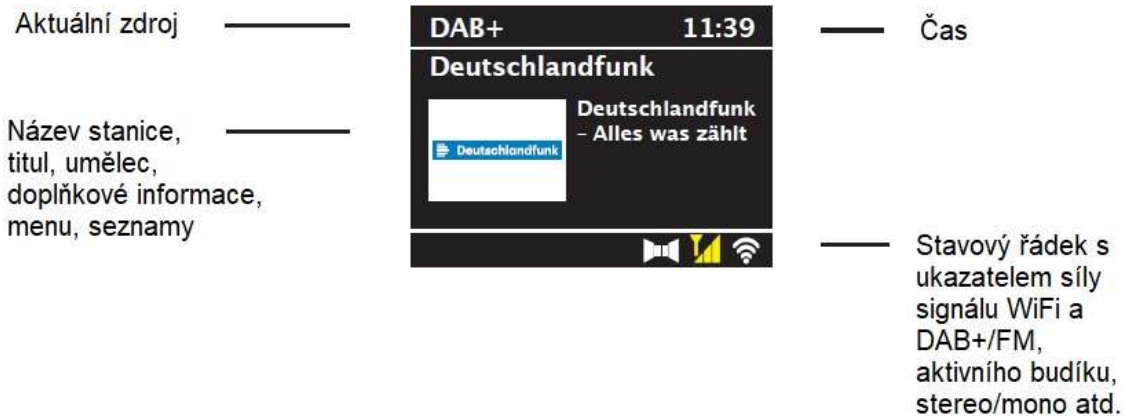 Aktuální zdroj
DAB+ 11:39
Čas
Deutschlandfunk
Název stanice,
titul, umělec,
doplňkové informace,
menu, seznamy
Deutschlandfunk
Deutschlandfunk
– Alles was zählt
Stavový řádek s
ukazatelem síly
signálu WiFi a
DAB+/FM,
aktivního budíku,
stereo/mono atd.